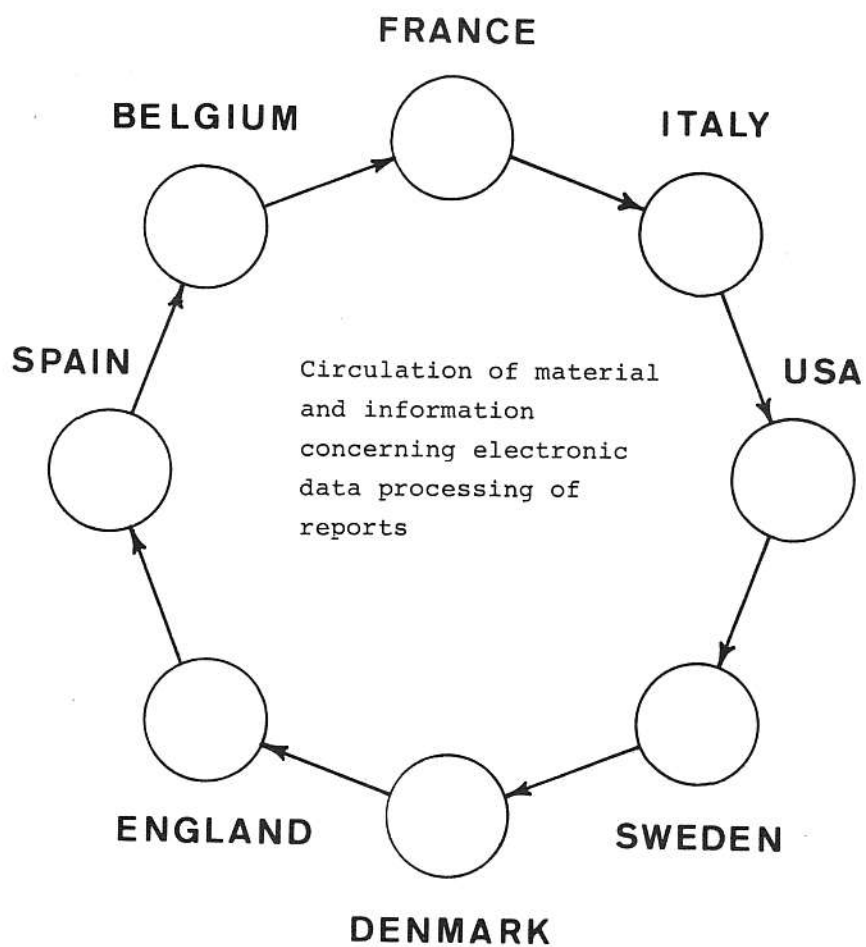 FRANCE
BELGIUM
ITALY
SPAIN
USA
Circulation of material
and information
concerning electronic
data processing of
reports
ENGLAND
SWEDEN
DENMARK